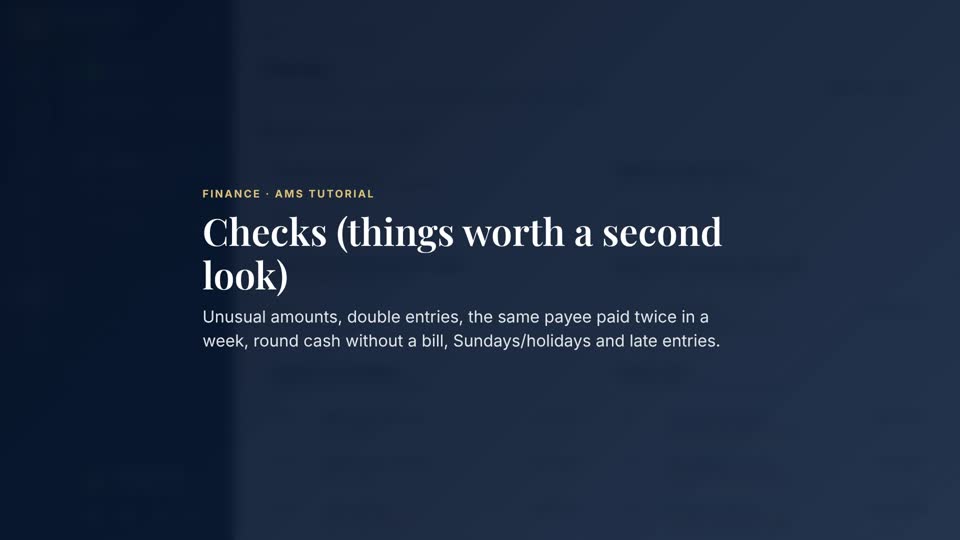 FINANCE · AMS TUTORIAL
Checks (things worth a second
look)
Unusual amounts, double entries, the same payee paid twice in a
week, round cash without a bill, Sundays/holidays and late entries.